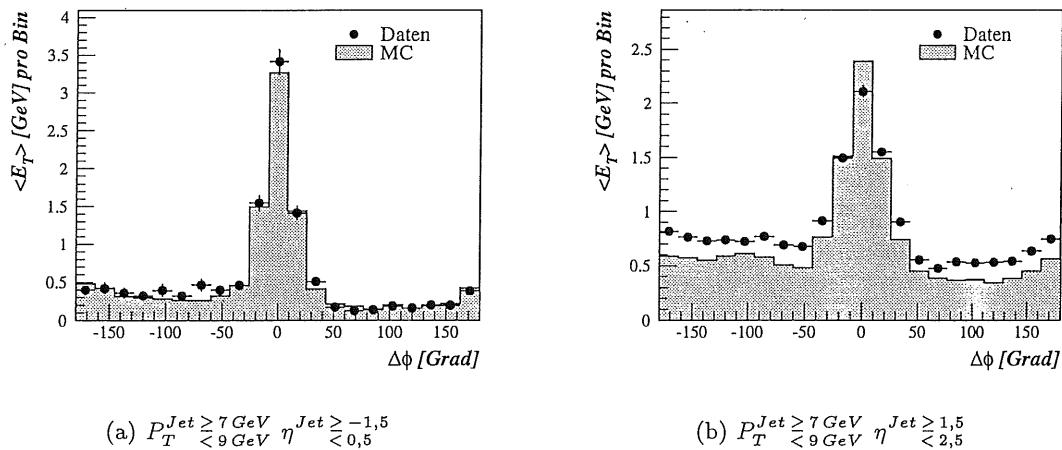 <E_T> [GeV] pro Bin
4
3.5
3
2.5
2
1.5
1
0.5
0
Daten
MC
-150 -100 -50 0 50 100 150
Δϕ [Grad]
(a) P_T^{Jet} ≥ 7 GeV < 9 GeV η^{Jet} ≥ −1,5 < 0,5
<E_T> [GeV] pro Bin
2.5
2
1.5
1
0.5
0
Daten
MC
-150 -100 -50 0 50 100 150
Δϕ [Grad]
(b) P_T^{Jet} ≥ 7 GeV < 9 GeV η^{Jet} ≥ 1,5 < 2,5